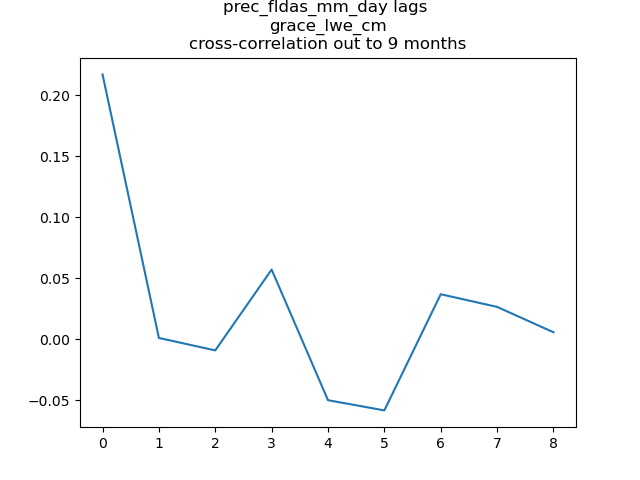 prec_fldas_mm_day lags
grace_lwe_cm
cross-correlation out to 9 months
0.20
0.15
0.10
0.05
0.00
−0.05
0 1 2 3 4 5 6 7 8